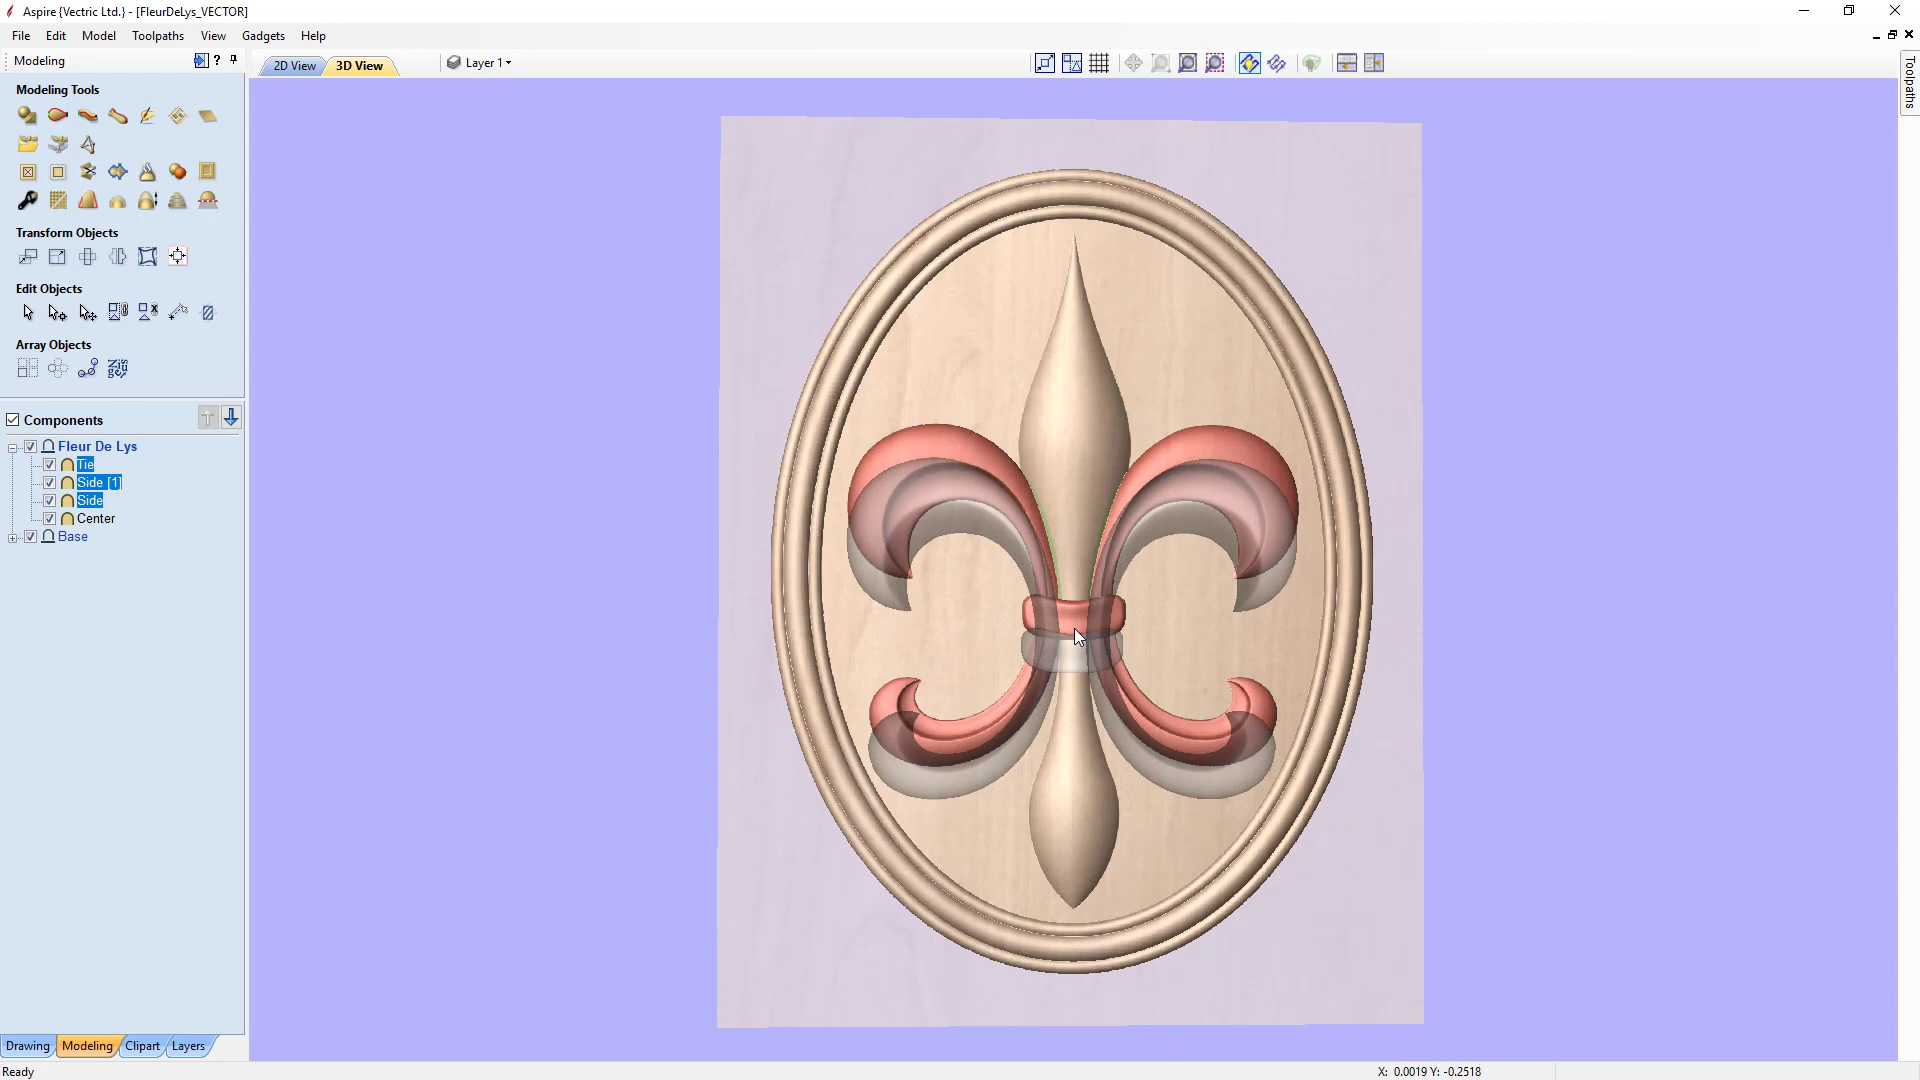 Aspire {Vectric Ltd.} - [FleurDeLys_VECTOR]
File Edit Model Toolpaths View Gadgets Help
Modeling
2D View 3D View Layer 1
Toolpaths
Modeling Tools
Transform Objects
Edit Objects
Array Objects
Components
Fleur De Lys
Tie
Side [1]
Side
Center
Base
Drawing Modeling Clipart Layers
Ready X: 0.0019 Y: -0.2518